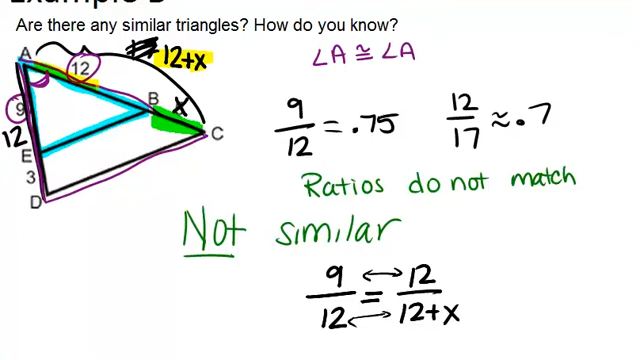 Are there any similar triangles? How do you know?
A
12
12+x
∠A ≅ ∠A
9
12
B
x
C
E
3
D
9/12 = .75
12/17 ≈ .7
Ratios do not match
Not similar
9/12 = 12/12+x